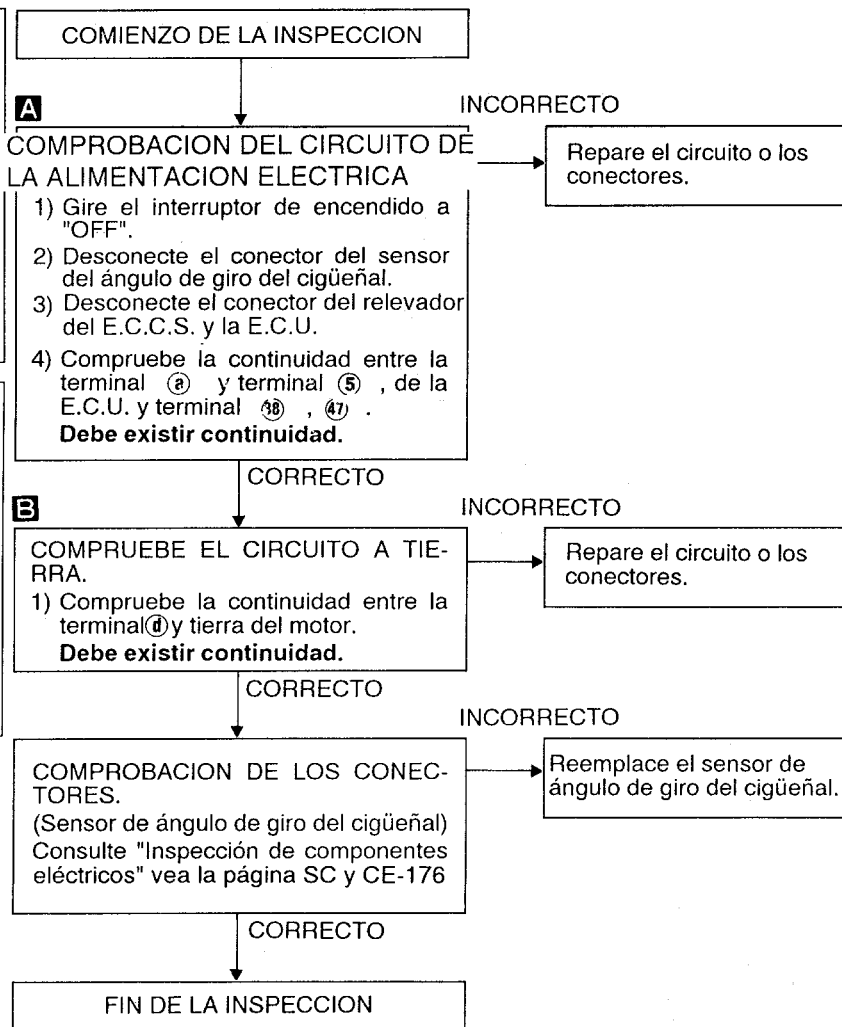 COMIENZO DE LA INSPECCION
A
INCORRECTO
COMPROBACION DEL CIRCUITO DE
LA ALIMENTACION ELECTRICA
Repare el circuito o los
conectores.
1) Gire el interruptor de encendido a
"OFF".
2) Desconecte el conector del sensor
del ángulo de giro del cigüeñal.
3) Desconecte el conector del relevador
del E.C.C.S. y la E.C.U.
4) Compruebe la continuidad entre la
terminal ⓐ y terminal ⑤ , de la
E.C.U. y terminal ㊳ , ㊼ .
Debe existir continuidad.
CORRECTO
B
INCORRECTO
COMPRUEBE EL CIRCUITO A TIE-
RRA.
Repare el circuito o los
conectores.
1) Compruebe la continuidad entre la
terminal ⓓ y tierra del motor.
Debe existir continuidad.
CORRECTO
INCORRECTO
COMPROBACION DE LOS CONEC-
TORES.
Reemplace el sensor de
ángulo de giro del cigüeñal.
(Sensor de ángulo de giro del cigüeñal)
Consulte "Inspección de componentes
eléctricos" vea la página SC y CE-176
CORRECTO
FIN DE LA INSPECCION